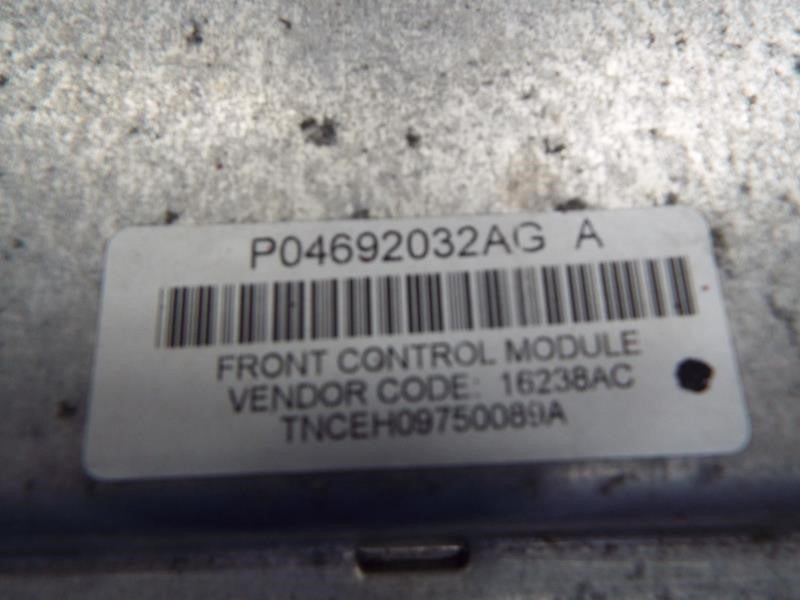 P04692032AG A
FRONT CONTROL MODULE
VENDOR CODE: 16238AC
TNCEH09750089A